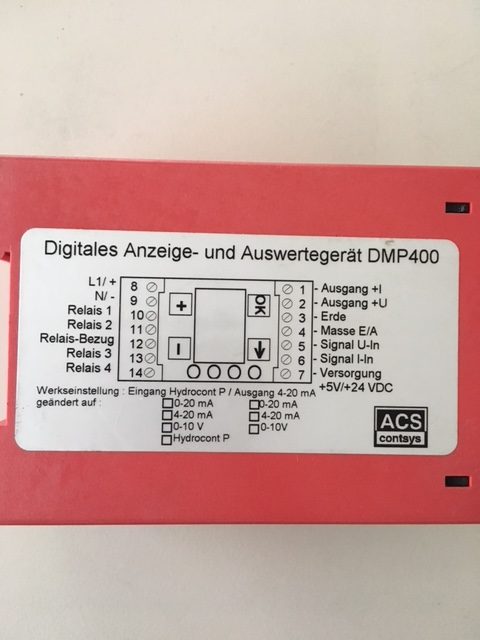 Digitales Anzeige- und Auswertegerät DMP400
L1/ + 8
N/ - 9
Relais 1 10
Relais 2 11
Relais-Bezug 12
Relais 3 13
Relais 4 14
+ OK
–
1 - Ausgang +I
2 - Ausgang +U
3 - Erde
4 - Masse E/A
5 - Signal U-In
6 - Signal I-In
7 - Versorgung
+5V/+24 VDC
Werkseinstellung : Eingang Hydrocont P / Ausgang 4-20 mA
geändert auf : 0-20 mA 0-20 mA
4-20 mA 4-20 mA
0-10 V 0-10V
Hydrocont P
ACS
contsys